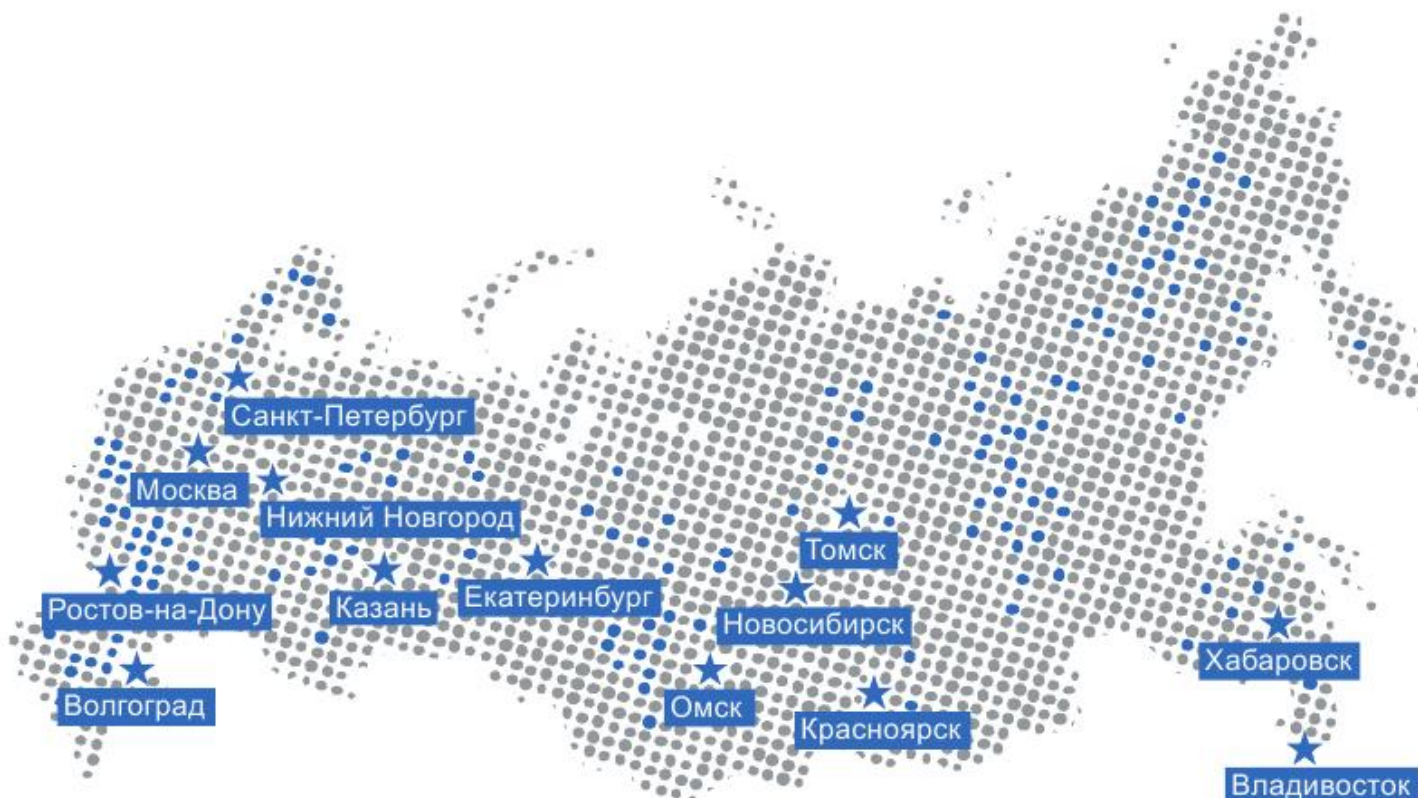 Санкт-Петербург
Москва
Нижний Новгород
Томск
Ростов-на-Дону
Казань
Екатеринбург
Новосибирск
Хабаровск
Волгоград
Омск
Красноярск
Владивосток